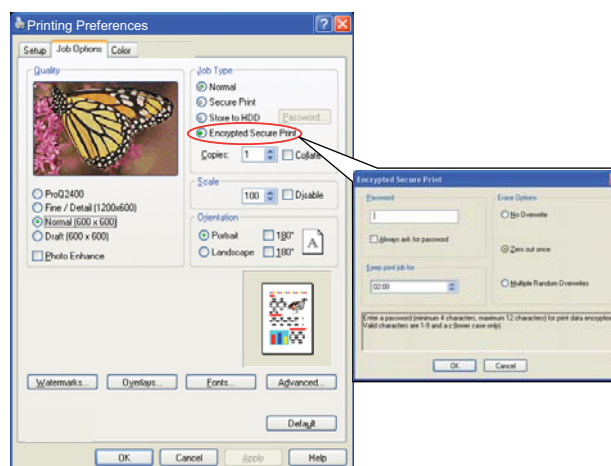 Printing Preferences
Setup Job Options Color
Quality
ProQ2400
Fine / Detail (1200x600)
Normal (600 x 600)
Draft (600 x 600)
Photo Enhance
Job Type
Normal
Secure Print
Store to HDD Password...
Encrypted Secure Print
Copies: 1 Collate
Scale
100 Disable
Orientation
Portrait 180°
Landscape 180°
A
Watermarks... Overlays... Fonts... Advanced...
Default
OK Cancel Apply Help
Encrypted Secure Print
Password
Always ask for password
Keep print job for
02:00
Erase Options
No Overwrite
Zero out once
Multiple Random Overwrites
Enter a password (minimum 4 characters, maximum 12 characters) for print data encryption.
Valid characters are 1-9 and a-z (lower case only).
OK Cancel